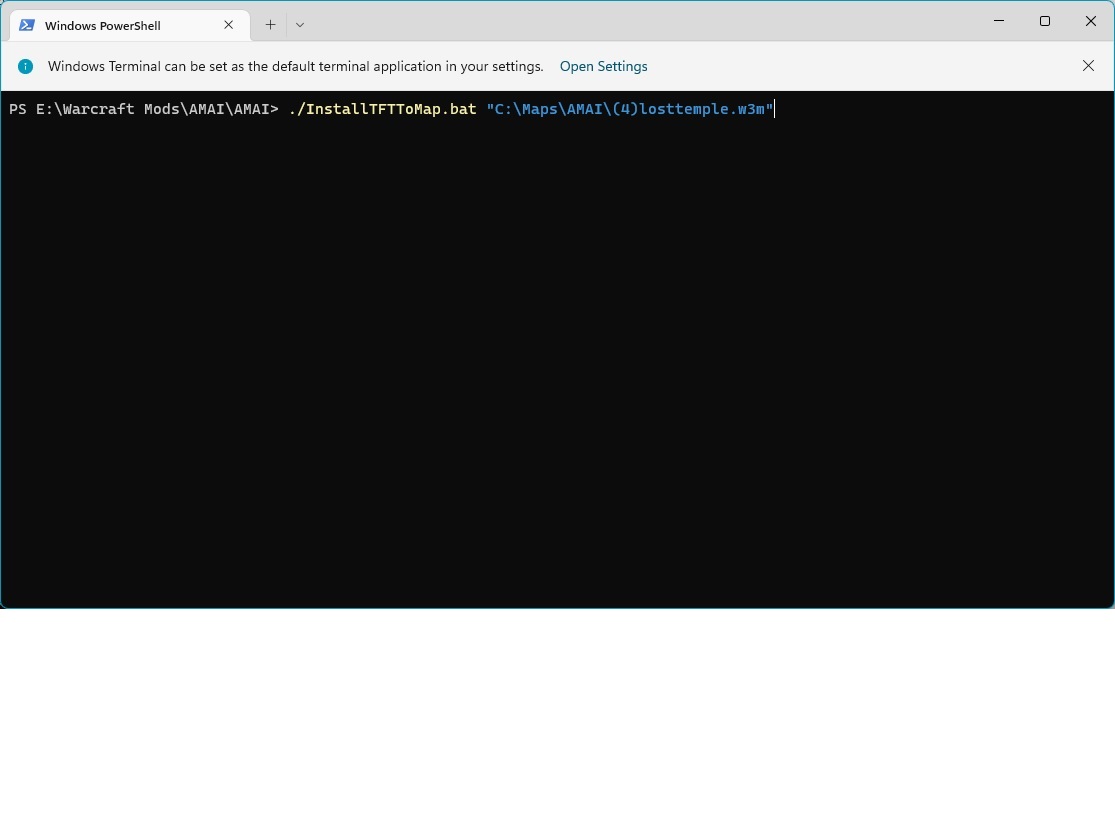 Windows PowerShell
Windows Terminal can be set as the default terminal application in your settings. Open Settings
PS E:\Warcraft Mods\AMAI\AMAI> ./InstallTFTToMap.bat "C:\Maps\AMAI\(4)losttemple.w3m"